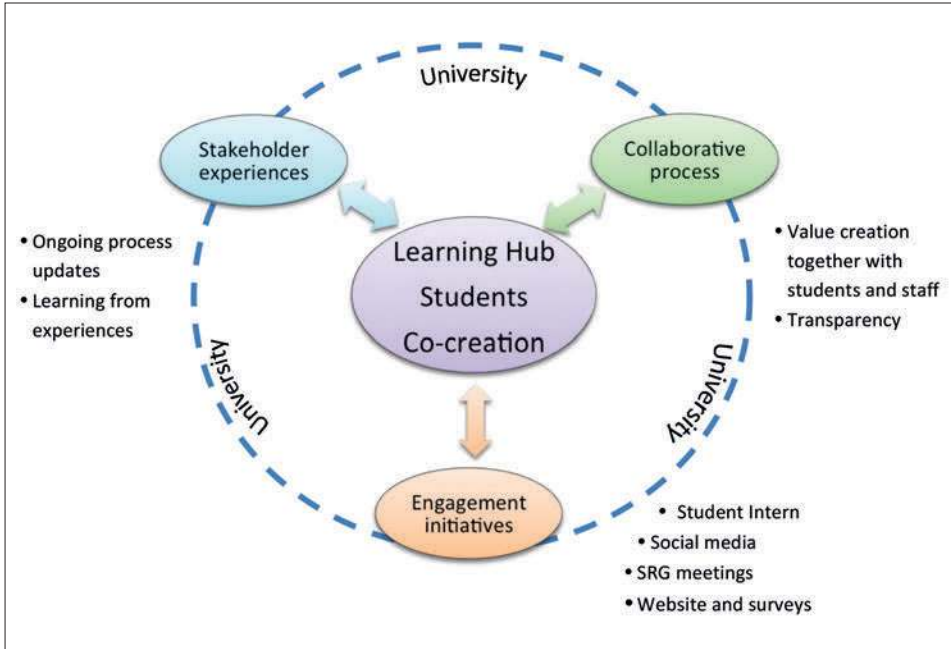 University
Stakeholder
experiences
Collaborative
process
• Ongoing process
updates
• Learning from
experiences
Learning Hub
Students
Co-creation
• Value creation
together with
students and staff
• Transparency
University
University
Engagement
initiatives
• Student Intern
• Social media
• SRG meetings
• Website and surveys